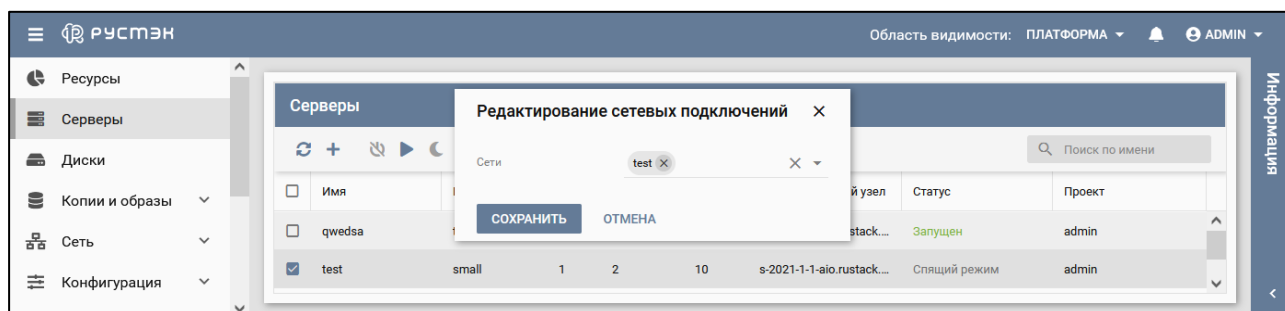 РУСТЭК
Область видимости: ПЛАТФОРМА
ADMIN
Ресурсы
Серверы
Диски
Копии и образы
Сеть
Конфигурация
Серверы
Редактирование сетевых подключений
Сети
test
СОХРАНИТЬ ОТМЕНА
Поиск по имени
Имя й узел Статус Проект
qwedsa stack.... Запущен admin
test small 1 2 10 s-2021-1-1-aio.rustack.... Спящий режим admin
Информация